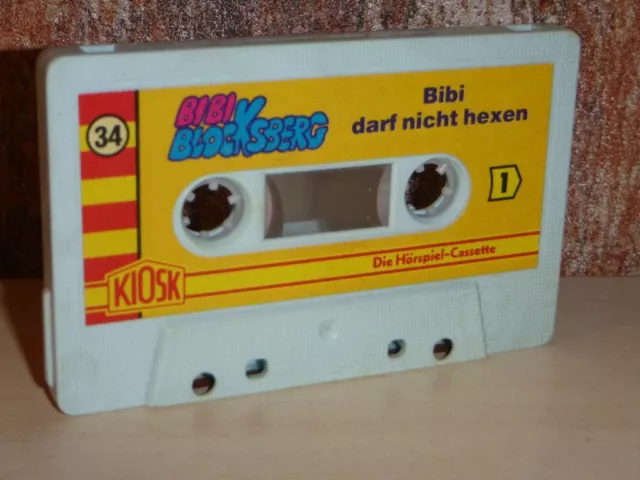 34
BIBI
BLOCKSBERG
Bibi
darf nicht hexen
1
Die Hörspiel-Cassette
KIOSK